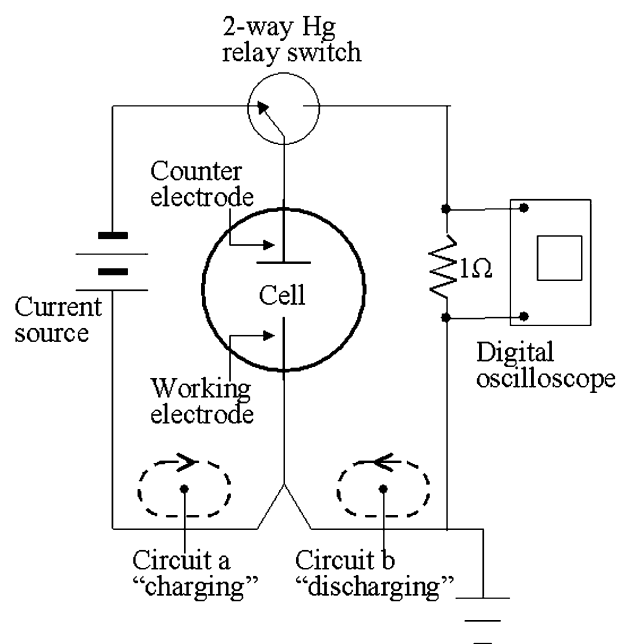 2-way Hg
relay switch
Counter
electrode
Cell
1Ω
Current
source
Digital
oscilloscope
Working
electrode
Circuit a
“charging”
Circuit b
“discharging”